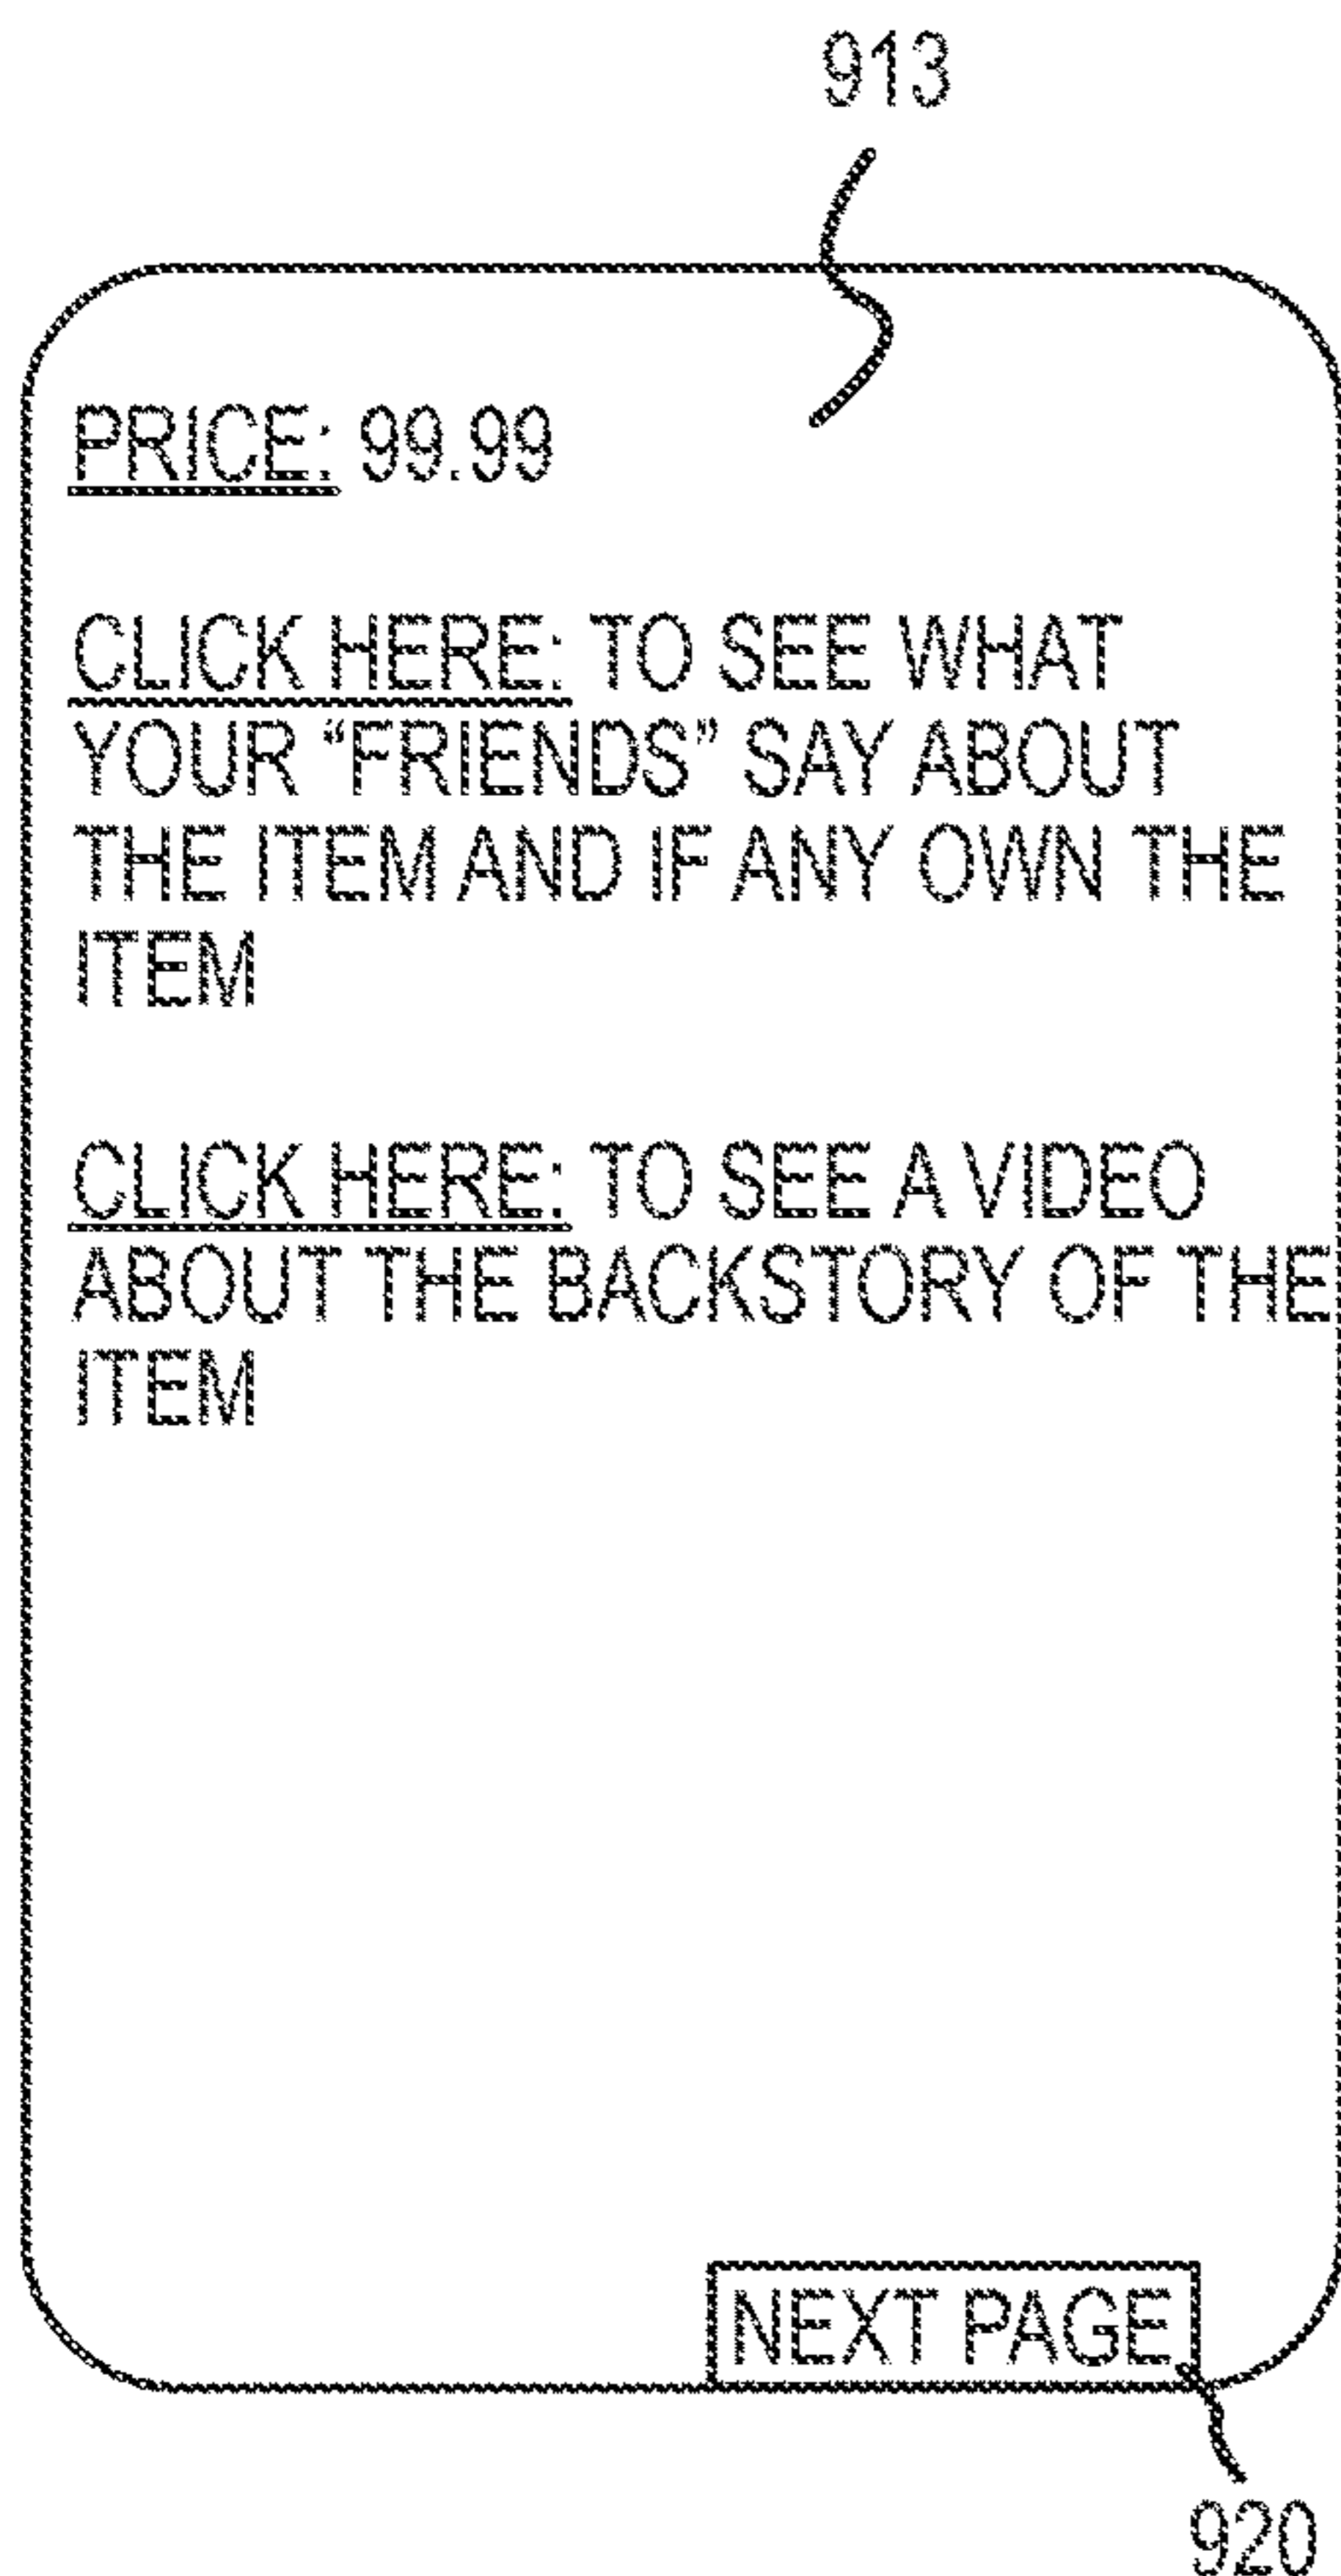 913
PRICE: 99.99
CLICK HERE: TO SEE WHAT
YOUR “FRIENDS” SAY ABOUT
THE ITEM AND IF ANY OWN THE
ITEM
CLICK HERE: TO SEE A VIDEO
ABOUT THE BACKSTORY OF THE
ITEM
NEXT PAGE
920